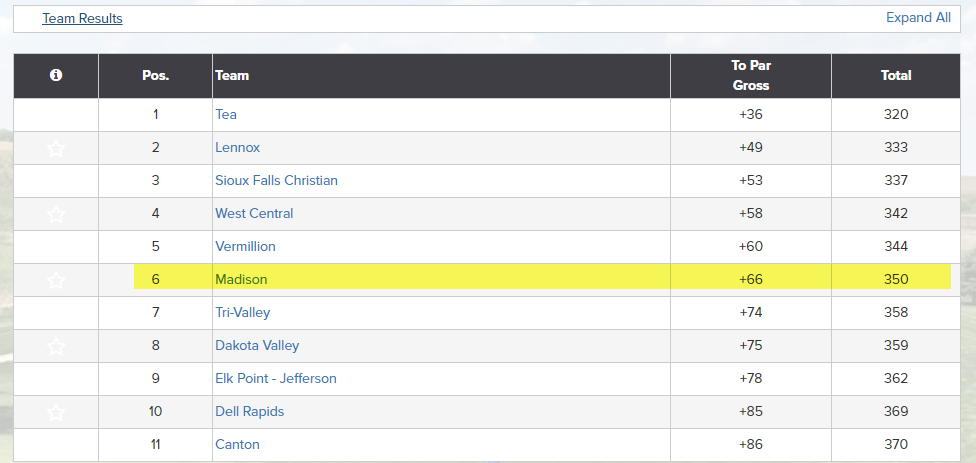 Team Results Expand All
Pos. Team To Par Gross Total
1 Tea +36 320
2 Lennox +49 333
3 Sioux Falls Christian +53 337
4 West Central +58 342
5 Vermillion +60 344
6 Madison +66 350
7 Tri-Valley +74 358
8 Dakota Valley +75 359
9 Elk Point - Jefferson +78 362
10 Dell Rapids +85 369
11 Canton +86 370